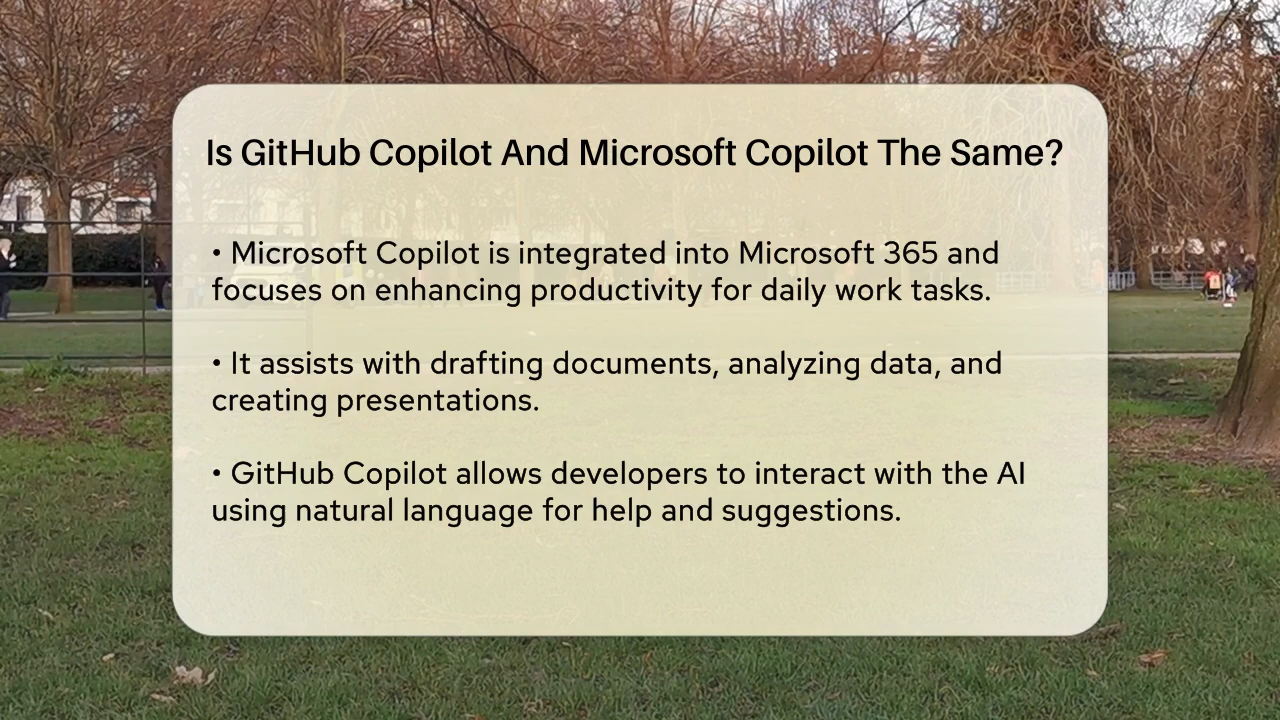 Is GitHub Copilot And Microsoft Copilot The Same?
• Microsoft Copilot is integrated into Microsoft 365 and
focuses on enhancing productivity for daily work tasks.
• It assists with drafting documents, analyzing data, and
creating presentations.
• GitHub Copilot allows developers to interact with the AI
using natural language for help and suggestions.